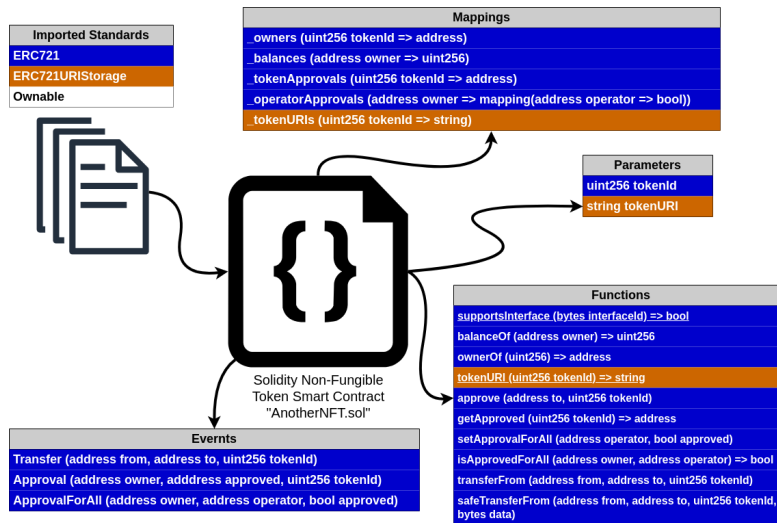 Imported Standards
ERC721
ERC721URIStorage
Ownable
Mappings
_owners (uint256 tokenId => address)
_balances (address owner => uint256)
_tokenApprovals (uint256 tokenId => address)
_operatorApprovals (address owner => mapping(address operator => bool))
_tokenURIs (uint256 tokenId => string)
Parameters
uint256 tokenId
string tokenURI
{ }
Solidity Non-Fungible
Token Smart Contract
"AnotherNFT.sol"
Functions
supportsInterface (bytes interfaceId) => bool
balanceOf (address owner) => uint256
ownerOf (uint256) => address
tokenURI (uint256 tokenId) => string
approve (address to, uint256 tokenId)
getApproved (uint256 tokenId) => address
setApprovalForAll (address operator, bool approved)
isApprovedForAll (address owner, address operator) => bool
transferFrom (address from, address to, uint256 tokenId)
safeTransferFrom (address from, address to, uint256 tokenId,
bytes data)
Evernts
Transfer (address from, address to, uint256 tokenId)
Approval (address owner, adddress approved, uint256 tokenId)
ApprovalForAll (address owner, address operator, bool approved)